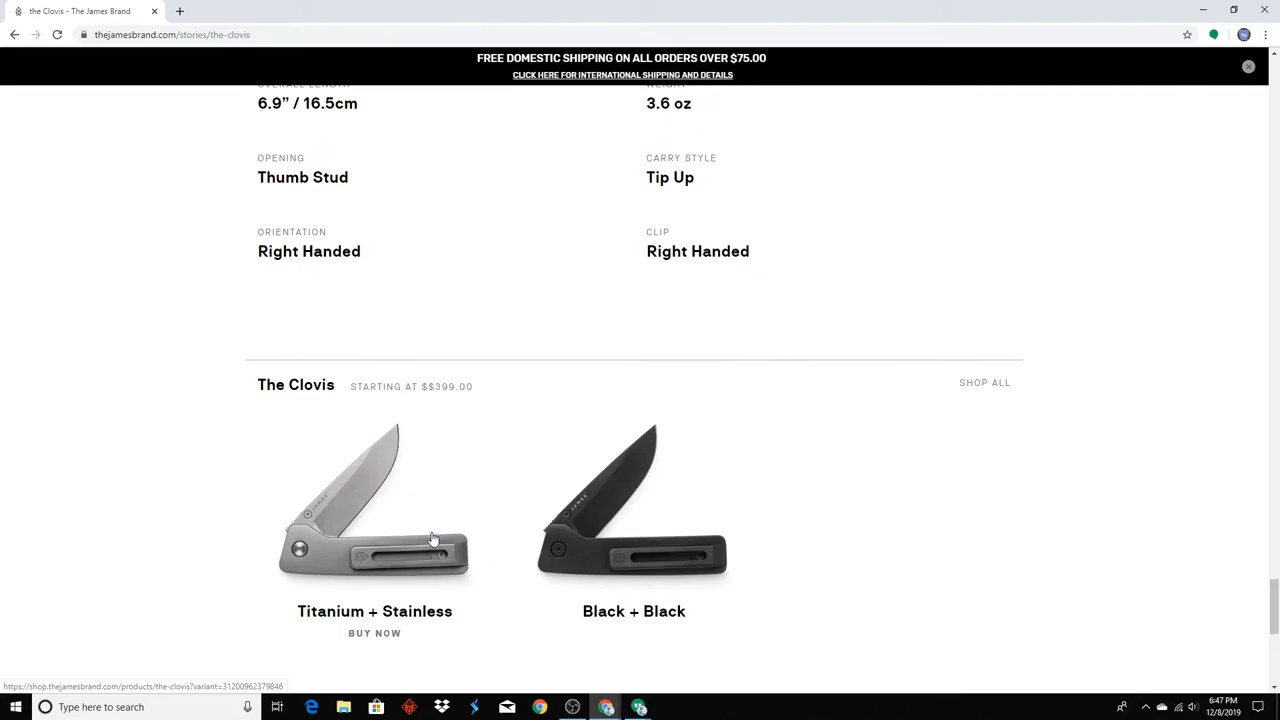 the Clovis - The James Brand
thejamesbrand.com/stories/the-clovis
FREE DOMESTIC SHIPPING ON ALL ORDERS OVER $75.00
CLICK HERE FOR INTERNATIONAL SHIPPING AND DETAILS
OVERALL LENGTH
6.9” / 16.5cm
WEIGHT
3.6 oz
OPENING
Thumb Stud
CARRY STYLE
Tip Up
ORIENTATION
Right Handed
CLIP
Right Handed
The Clovis STARTING AT $$399.00
SHOP ALL
JAMES
JAMES
Titanium + Stainless
BUY NOW
Black + Black
https://shop.thejamesbrand.com/products/the-clovis?variant=31200962379846
Type here to search
6:47 PM
12/8/2019